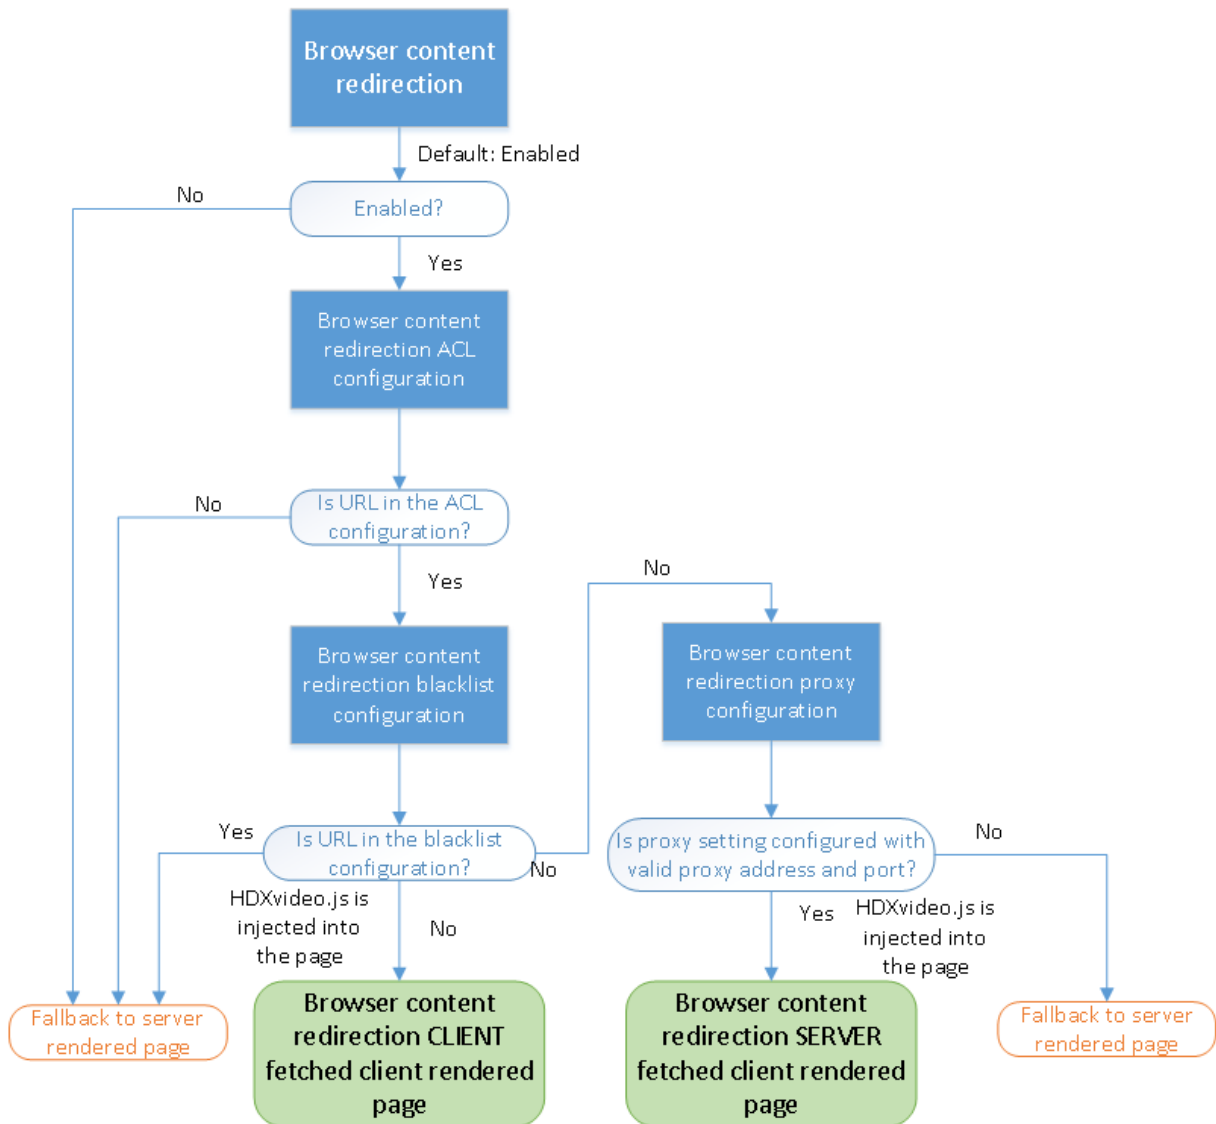 Browser content
redirection
Default: Enabled
No
Enabled?
Yes
Browser content
redirection ACL
configuration
No
Is URL in the ACL
configuration?
Yes
No
Browser content
redirection blacklist
configuration
Browser content
redirection proxy
configuration
Yes
Is URL in the blacklist
configuration?
No
Is proxy setting configured with
valid proxy address and port?
No
HDXvideo.js is
injected into
the page
No
Yes
HDXvideo.js is
injected into
the page
Fallback to server
rendered page
Browser content
redirection CLIENT
fetched client rendered
page
Browser content
redirection SERVER
fetched client rendered
page
Fallback to server
rendered page